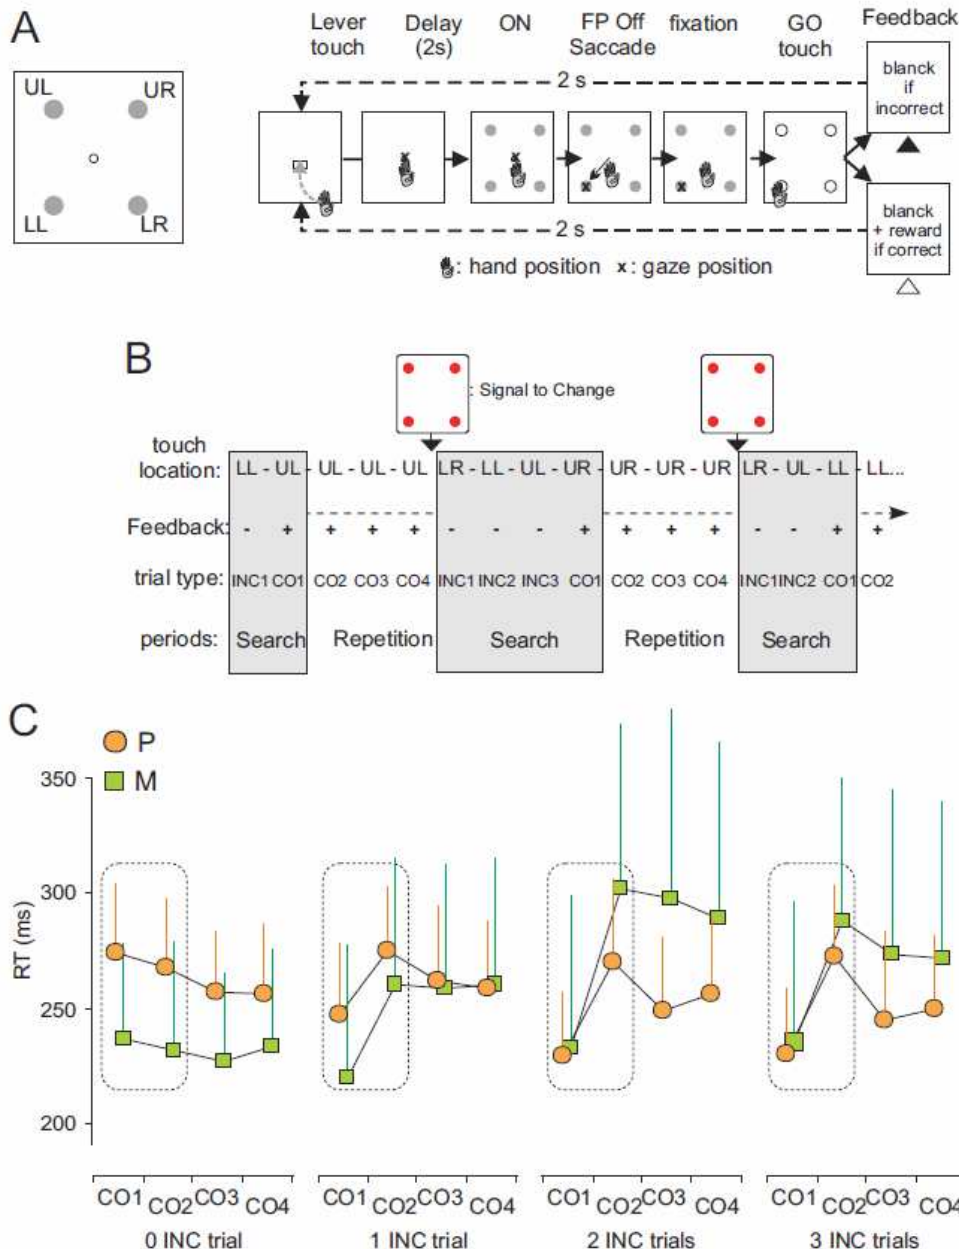 A
UL
UR
LL
LR
Lever touch
Delay (2s)
ON
FP Off Saccade
fixation
GO touch
Feedback
2 s
blanck if incorrect
blanck + reward if correct
2 s
: hand position x : gaze position
B
: Signal to Change
touch location: LL - UL - UL - UL - UL - LR - LL - UL - UR - UR - UR - UR - LR - UL - LL - LL...
Feedback: - + + + + - - - + + + + - - + +
trial type: INC1 CO1 CO2 CO3 CO4 INC1 INC2 INC3 CO1 CO2 CO3 CO4 INC1 INC2 CO1 CO2
periods: Search Repetition Search Repetition Search
C
P
M
RT (ms)
350
300
250
200
CO1 CO2 CO3 CO4 CO1 CO2 CO3 CO4 CO1 CO2 CO3 CO4 CO1 CO2 CO3 CO4
0 INC trial 1 INC trial 2 INC trials 3 INC trials